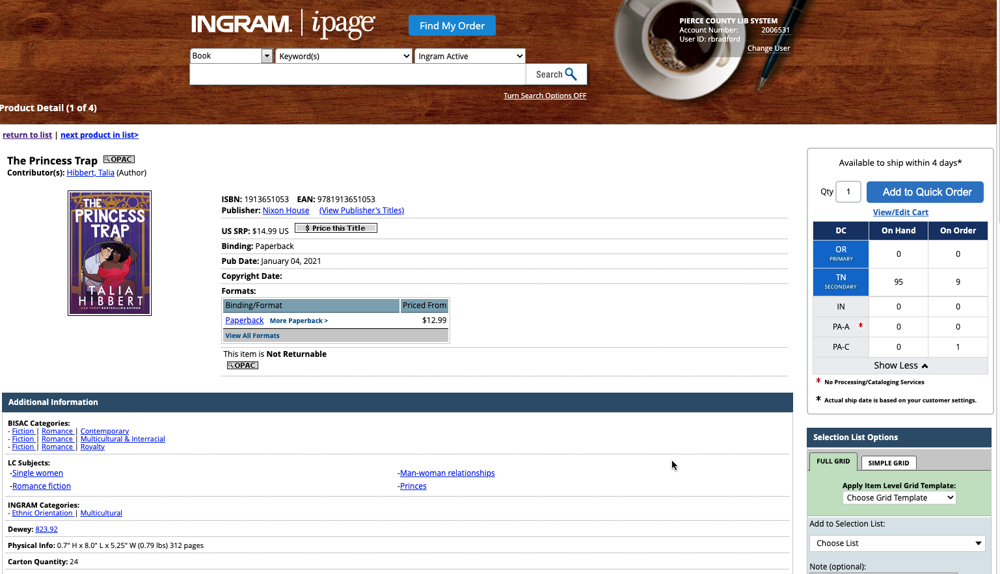 INGRAM. ipage
Find My Order
PIERCE COUNTY LIB SYSTEM
Account Number: 2006531
User ID: rbradford
Change User
Book
Keyword(s)
Ingram Active
Search
Turn Search Options OFF
Product Detail (1 of 4)
return to list | next product in list>
The Princess Trap OPAC
Contributor(s): Hibbert, Talia (Author)
THE
PRINCESS
TRAP
TALIA
HIBBERT
USA TODAY BESTSELLING AUTHOR
ISBN: 1913651053 EAN: 9781913651053
Publisher: Nixon House (View Publisher's Titles)
US SRP: $14.99 US $ Price this Title
Binding: Paperback
Pub Date: January 04, 2021
Copyright Date:
Formats:
Binding/Format Priced From
Paperback More Paperback > $12.99
View All Formats
This item is Not Returnable
OPAC
Available to ship within 4 days*
Qty 1 Add to Quick Order
View/Edit Cart
DC On Hand On Order
OR PRIMARY 0 0
TN SECONDARY 95 9
IN 0 0
PA-A * 0 0
PA-C 0 1
Show Less
* No Processing/Cataloging Services
* Actual ship date is based on your customer settings.
Additional Information
BISAC Categories:
- Fiction | Romance | Contemporary
- Fiction | Romance | Multicultural & Interracial
- Fiction | Romance | Royalty
LC Subjects:
-Single women -Man-woman relationships
-Romance fiction -Princes
INGRAM Categories:
- Ethnic Orientation | Multicultural
Dewey: 823.92
Physical Info: 0.7" H x 8.0" L x 5.25" W (0.79 lbs) 312 pages
Carton Quantity: 24
Selection List Options
FULL GRID SIMPLE GRID
Apply Item Level Grid Template:
Choose Grid Template
Add to Selection List:
Choose List
Note (optional):